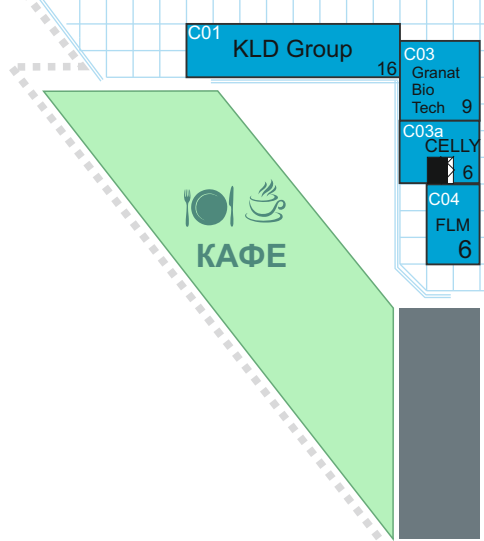 C01
KLD Group
16
C03
Granat
Bio
Tech 9
C03a
CELLY
6
C04
FLM
6
КАФЕ